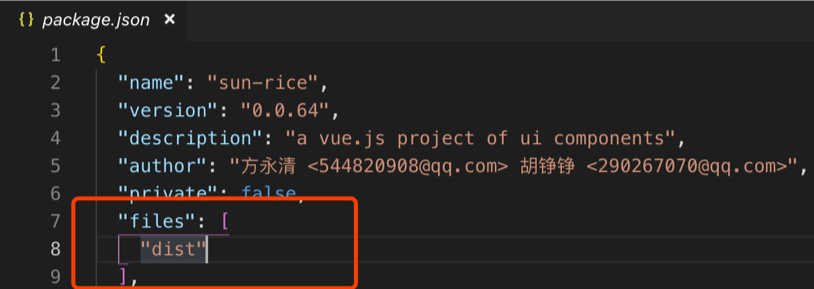 {} package.json ×
1 {
2 "name": "sun-rice",
3 "version": "0.0.64",
4 "description": "a vue.js project of ui components",
5 "author": "方永清 <544820908@qq.com> 胡铮铮 <290267070@qq.com>",
6 "private": false,
7 "files": [
8 "dist"
9 ],